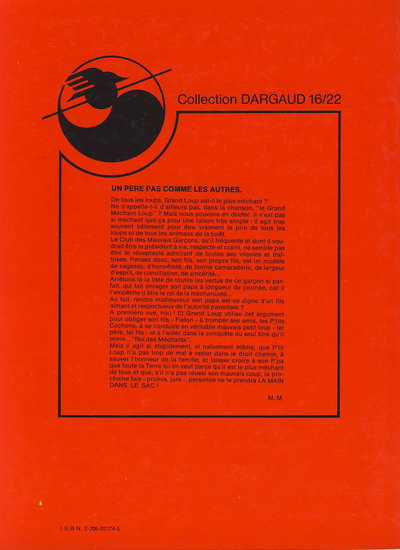 Collection DARGAUD 16/22
UN PERE PAS COMME LES AUTRES.
De tous les loups, Grand Loup est-il le plus méchant ?
Ne s'appelle-t-il d'ailleurs pas, dans la chanson, "le Grand
Méchant Loup" ? Mais nous pouvons en douter. Il n'est pas
si méchant que ça pour une raison très simple : il agit trop
souvent bêtement pour être vraiment le pire de tous les
loups et de tous les animaux de la forêt.
Le Club des Mauvais Garçons, qu'il fréquente et dont il vou-
drait être le président à vie, respecté et craint, ne semble pas
être le réceptacle admiratif de toutes ses vilenies et traî-
trises. Pensez donc, son fils, son propre fils, est un modèle
de sagesse, d'honnêteté, de bonne camaraderie, de largeur
d'esprit, de conciliation, de sincérité...
Arrêtons là la liste de toutes les vertus de ce garçon si par-
fait, qui fait enrager son papa à longueur de journée, car il
l'empêche d'être le roi de la méchanceté...
Au fait, rendre malheureux son papa est-ce digne d'un fils
aimant et respectueux de l'autorité parentale ?
A première vue, non ! Et Grand Loup utilise cet argument
pour obliger son fils - Fiston - à tromper ses amis, les P'tits
Cochons, à se conduire en véritable mauvais petit loup - tel
père, tel fils - et à l'aider dans la conquête du seul titre qu'il
envie... "Roi des Méchants".
Mais il agit si stupidement, si naïvement même, que P'tit
Loup n'a pas trop de mal à rester dans le droit chemin, à
sauver l'honneur de la famille, et laisser croire à son P'pa
que toute la Terre lui en veut parce qu'il est le plus méchant
de tous et que, s'il n'a pas réussi son mauvais coup, la pro-
chaine fois - promis, juré -, personne ne le prendra LA MAIN
DANS LE SAC !
M. M.
ISBN 2-205-02174-5